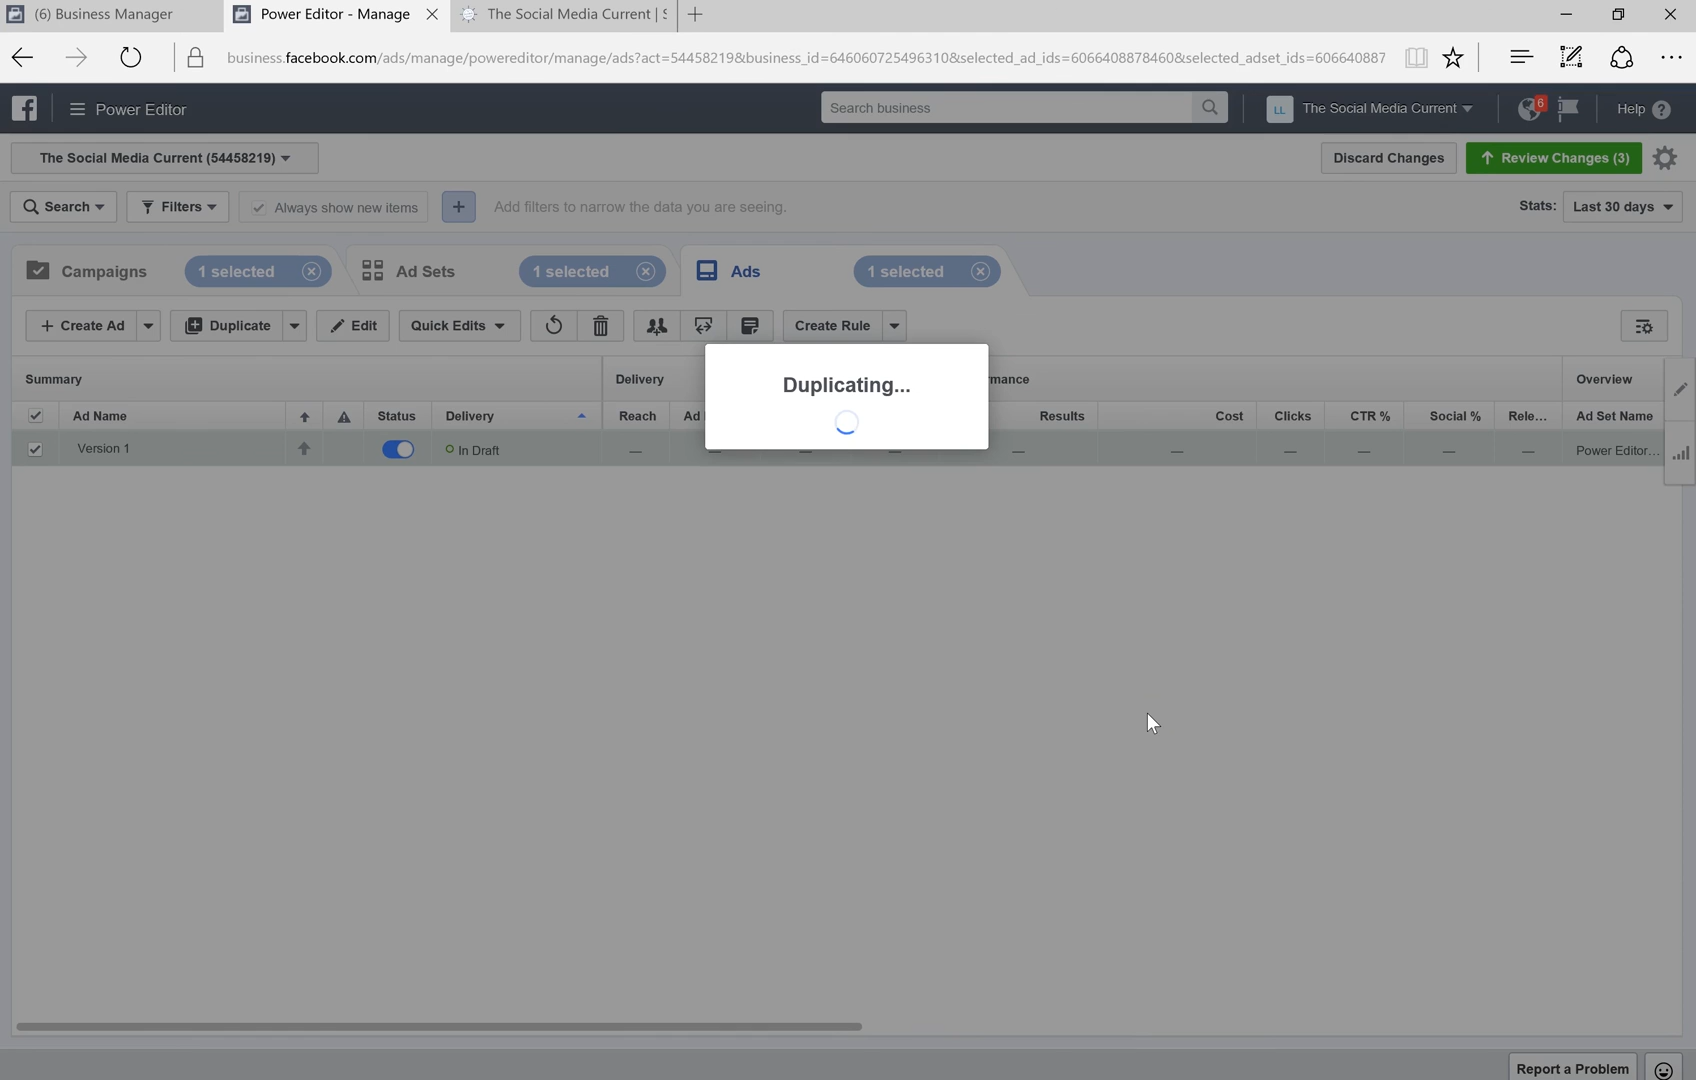 (6) Business Manager
Power Editor - Manage
The Social Media Current | S
business.facebook.com/ads/manage/powereditor/manage/ads?act=54458219&business_id=646060725496310&selected_ad_ids=6066408878460&selected_adset_ids=606640887
Power Editor
Search business
LL
The Social Media Current
6
Help
The Social Media Current (54458219)
Discard Changes
Review Changes (3)
Search
Filters
Always show new items
+
Add filters to narrow the data you are seeing.
Stats:
Last 30 days
Campaigns
1 selected
Ad Sets
1 selected
Ads
1 selected
+ Create Ad
Duplicate
Edit
Quick Edits
Create Rule
Summary
Delivery
mance
Overview
Duplicating...
Ad Name
Status
Delivery
Reach
Ad
Results
Cost
Clicks
CTR %
Social %
Rele...
Ad Set Name
Version 1
In Draft
— — — — — — — — — —
Power Editor...
Report a Problem